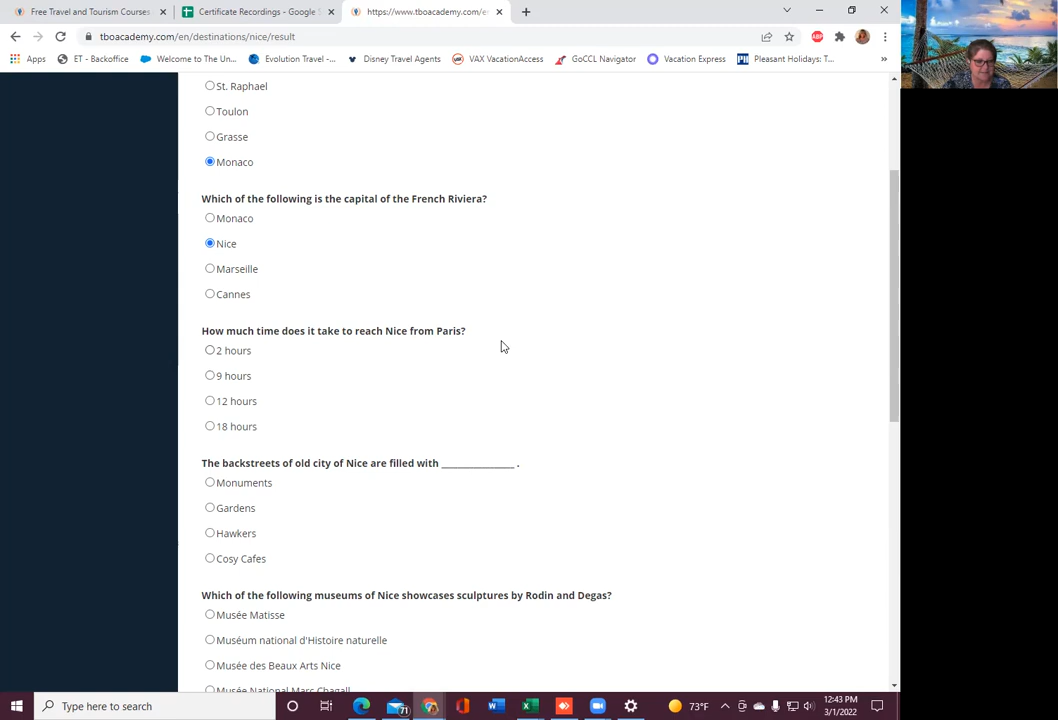 Free Travel and Tourism Courses
Certificate Recordings - Google S
https://www.tboacademy.com/e
tboacademy.com/en/destinations/nice/result
Apps
ET - Backoffice
Welcome to The Un...
Evolution Travel -...
Disney Travel Agents
VAX VacationAccess
GoCCL Navigator
Vacation Express
Pleasant Holidays: T...
»
St. Raphael
Toulon
Grasse
Monaco
Which of the following is the capital of the French Riviera?
Monaco
Nice
Marseille
Cannes
How much time does it take to reach Nice from Paris?
2 hours
9 hours
12 hours
18 hours
The backstreets of old city of Nice are filled with ________________ .
Monuments
Gardens
Hawkers
Cosy Cafes
Which of the following museums of Nice showcases sculptures by Rodin and Degas?
Musée Matisse
Muséum national d'Histoire naturelle
Musée des Beaux Arts Nice
Musée National Marc Chagall
Type here to search
71
73°F
12:43 PM
3/1/2022